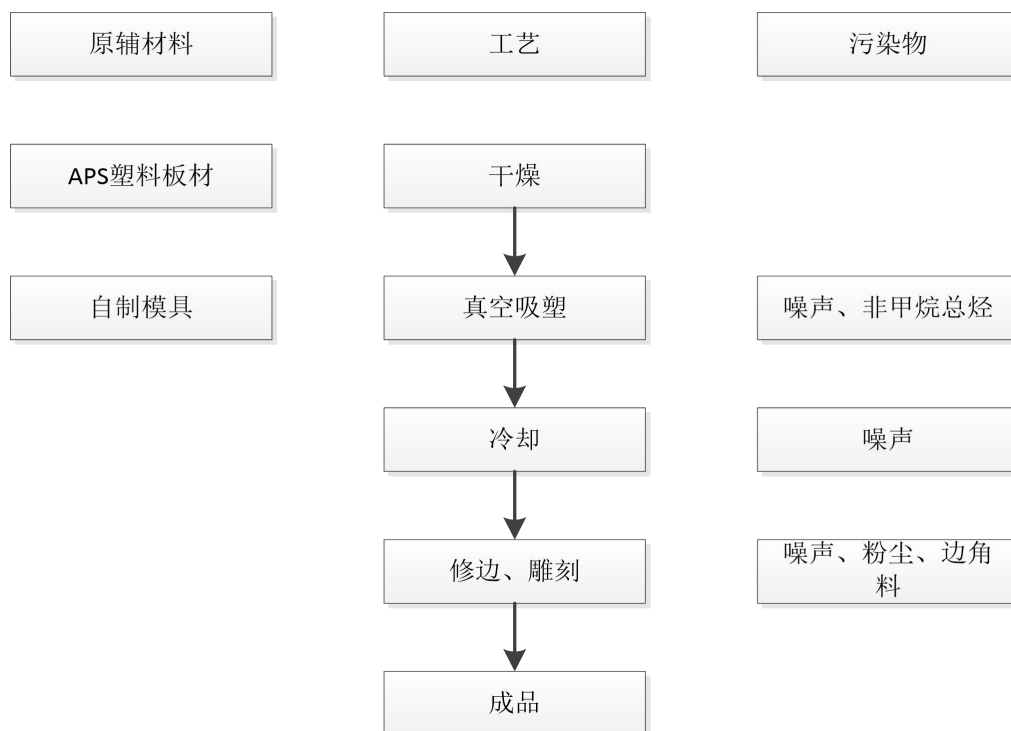 原辅材料
工艺
污染物
APS塑料板材
干燥
自制模具
真空吸塑
噪声、非甲烷总烃
冷却
噪声
修边、雕刻
噪声、粉尘、边角
料
成品